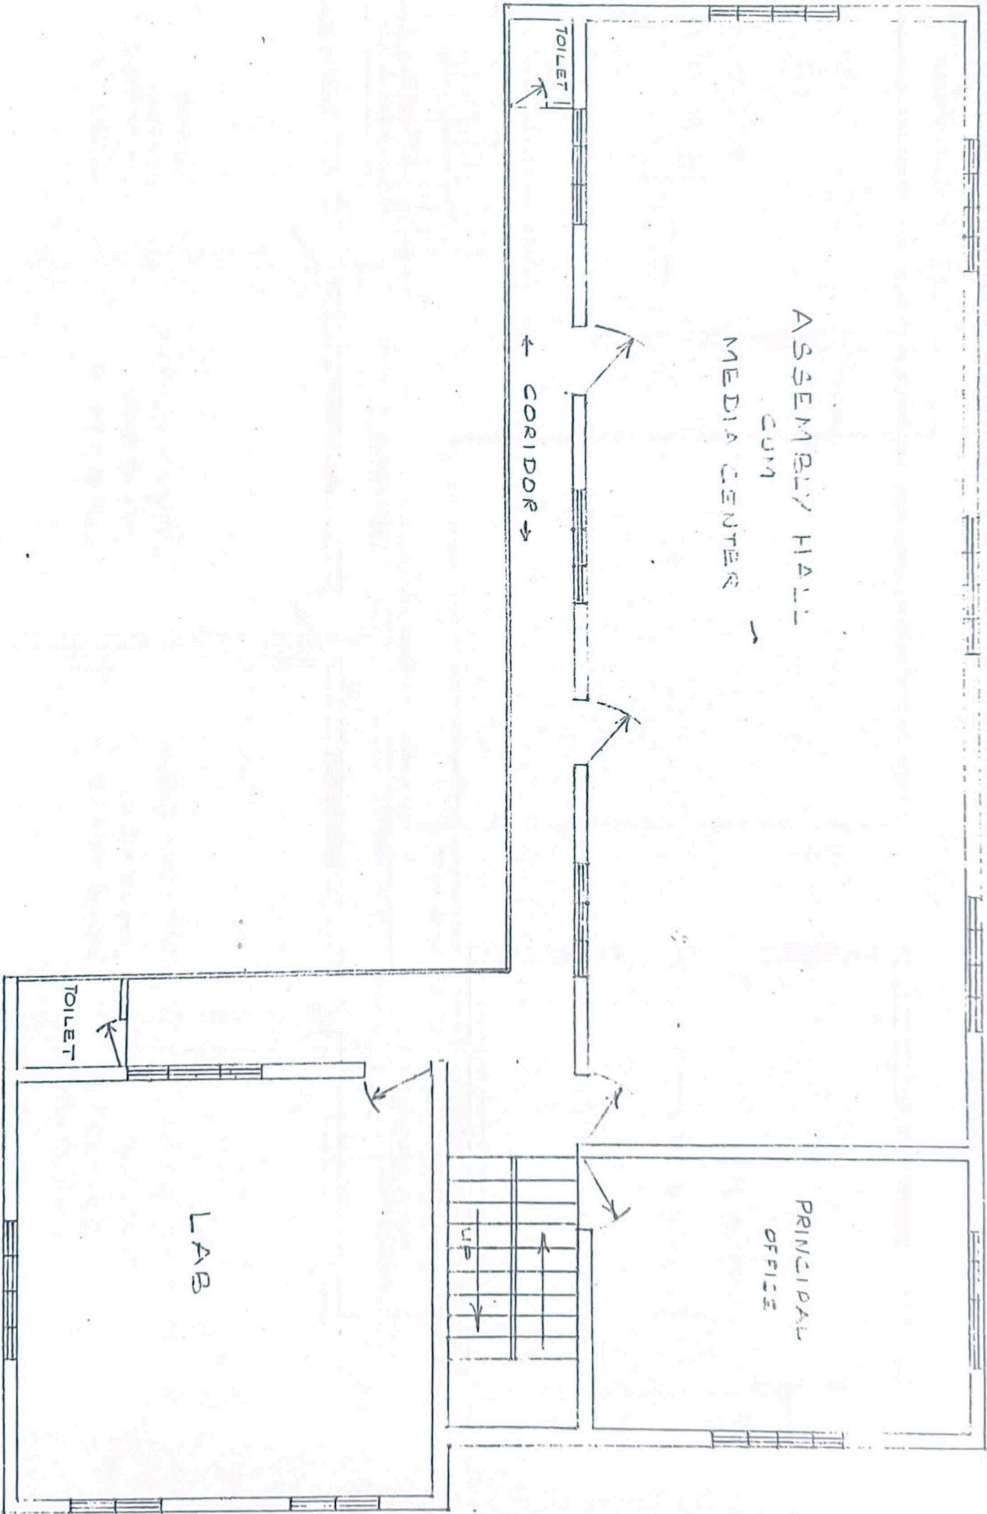 TOILET
ASSEMBLY HALL
CUM
MEDIA CENTER
← CORIDOR →
PRINCIPAL
OFFICE
UP
TOILET
LAB